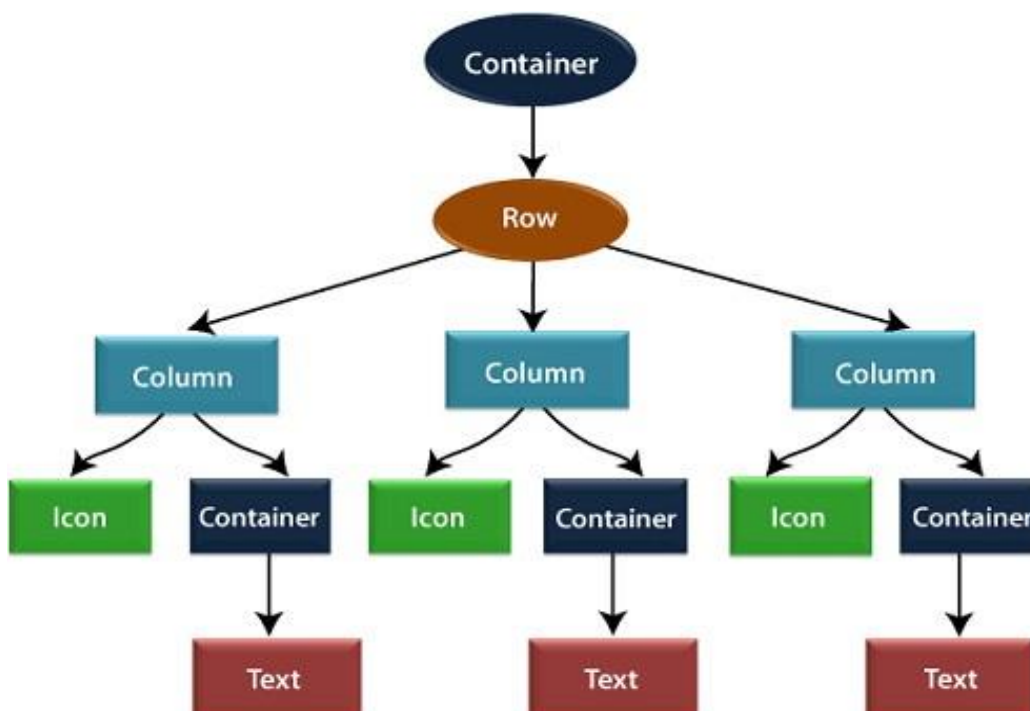 Container
Row
Column
Column
Column
Icon
Container
Icon
Container
Icon
Container
Text
Text
Text